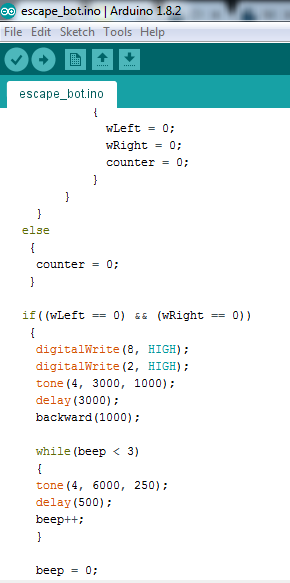 escape_bot.ino | Arduino 1.8.2
File Edit Sketch Tools Help
escape_bot.ino
{
wLeft = 0;
wRight = 0;
counter = 0;
}
}
}
else
{
counter = 0;
}
if((wLeft == 0) && (wRight == 0))
{
digitalWrite(8, HIGH);
digitalWrite(2, HIGH);
tone(4, 3000, 1000);
delay(3000);
backward(1000);
while(beep < 3)
{
tone(4, 6000, 250);
delay(500);
beep++;
}
beep = 0;